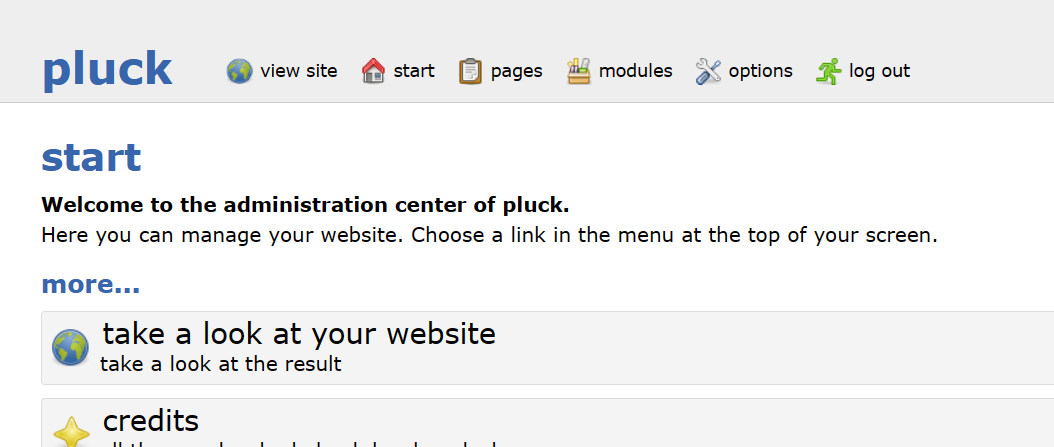 pluck view site start pages modules options log out
start
Welcome to the administration center of pluck.
Here you can manage your website. Choose a link in the menu at the top of your screen.
more...
take a look at your website
take a look at the result
credits